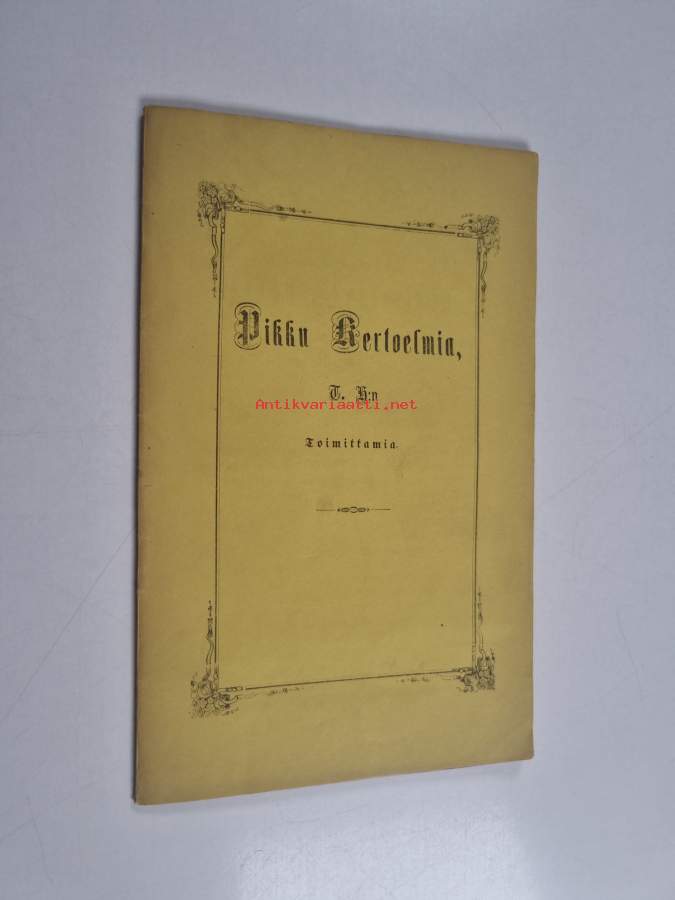 Pikku Kertoelmia,
T. H:n
Antikvariaatti.net
Toimittamia.